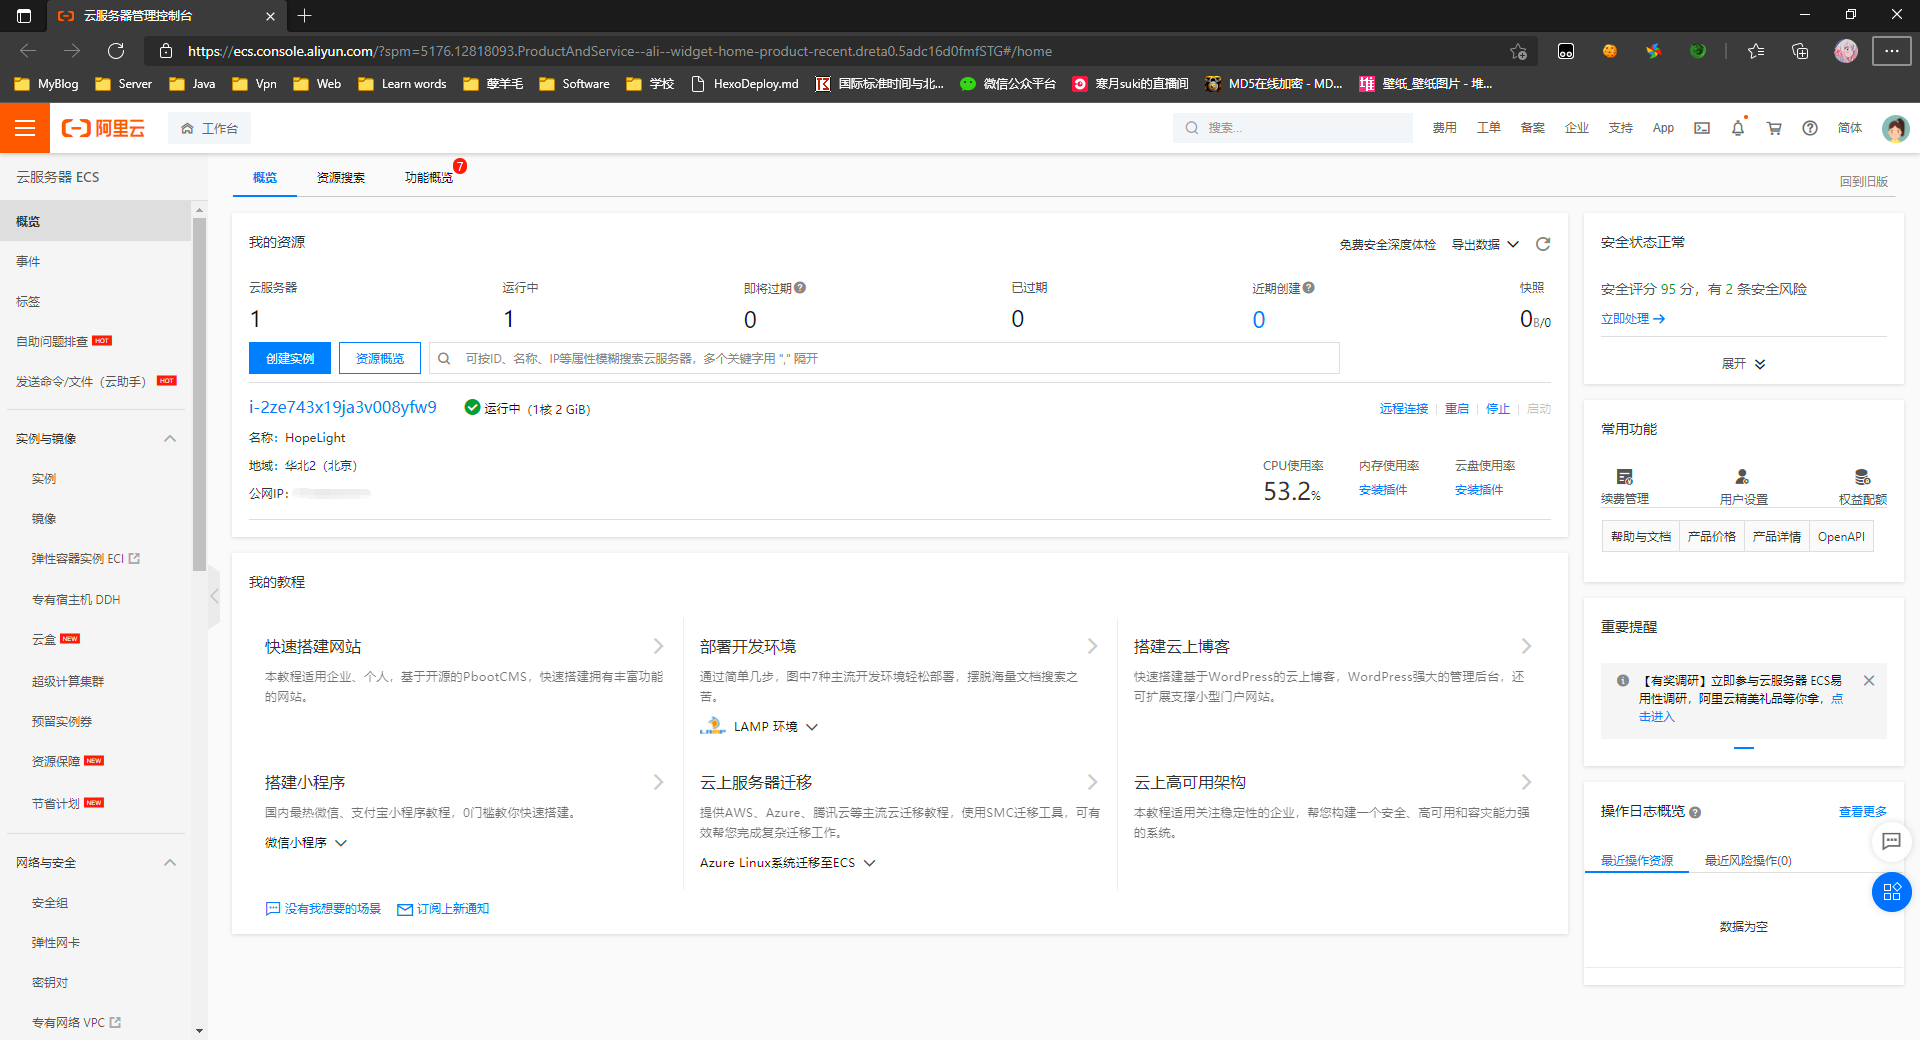 云服务器管理控制台
https://ecs.console.aliyun.com/?spm=5176.12818093.ProductAndService--ali--widget-home-product-recent.dreta0.5adc16d0fmfSTG#/home
MyBlog Server Java Vpn Web Learn words 薅羊毛 Software 学校 HexoDeploy.md 国际标准时间与北... 微信公众平台 寒月suki的直播间 MD5在线加密 - MD... 壁纸_壁纸图片 - 堆...
阿里云 工作台 搜索... 费用 工单 备案 企业 支持 App 简体
云服务器 ECS
概览
事件
标签
自助问题排查 HOT
发送命令/文件（云助手） HOT
实例与镜像
实例
镜像
弹性容器实例 ECI
专有宿主机 DDH
云盒 NEW
超级计算集群
预留实例券
资源保障 NEW
节省计划 NEW
网络与安全
安全组
弹性网卡
密钥对
专有网络 VPC
概览 资源搜索 功能概览 7 回到旧版
我的资源 免费安全深度体检 导出数据
云服务器 运行中 即将过期 已过期 近期创建 快照
1 1 0 0 0 0B/0
创建实例 资源概览 可按ID、名称、IP等属性模糊搜索云服务器，多个关键字用 "," 隔开
i-2ze743x19ja3v008yfw9 运行中（1核 2 GiB） 远程连接 重启 停止 启动
名称：HopeLight
地域：华北2（北京） CPU使用率 内存使用率 云盘使用率
公网IP： 53.2% 安装插件 安装插件
我的教程
快速搭建网站
本教程适用企业、个人，基于开源的PbootCMS，快速搭建拥有丰富功能
的网站。
部署开发环境
通过简单几步，图中7种主流开发环境轻松部署，摆脱海量文档搜索之
苦。
LAMP LAMP 环境
搭建云上博客
快速搭建基于WordPress的云上博客，WordPress强大的管理后台，还
可扩展支撑小型门户网站。
搭建小程序
国内最热微信、支付宝小程序教程，0门槛教你快速搭建。
微信小程序
云上服务器迁移
提供AWS、Azure、腾讯云等主流云迁移教程，使用SMC迁移工具，可有
效帮您完成复杂迁移工作。
Azure Linux系统迁移至ECS
云上高可用架构
本教程适用关注稳定性的企业，帮您构建一个安全、高可用和容灾能力强
的系统。
没有我想要的场景 订阅上新通知
安全状态正常
安全评分 95 分，有 2 条安全风险
立即处理
展开
常用功能
续费管理 用户设置 权益配额
帮助与文档 产品价格 产品详情 OpenAPI
重要提醒
【有奖调研】立即参与云服务器 ECS易
用性调研，阿里云精美礼品等你拿，点
击进入
操作日志概览 查看更多
最近操作资源 最近风险操作(0)
数据为空